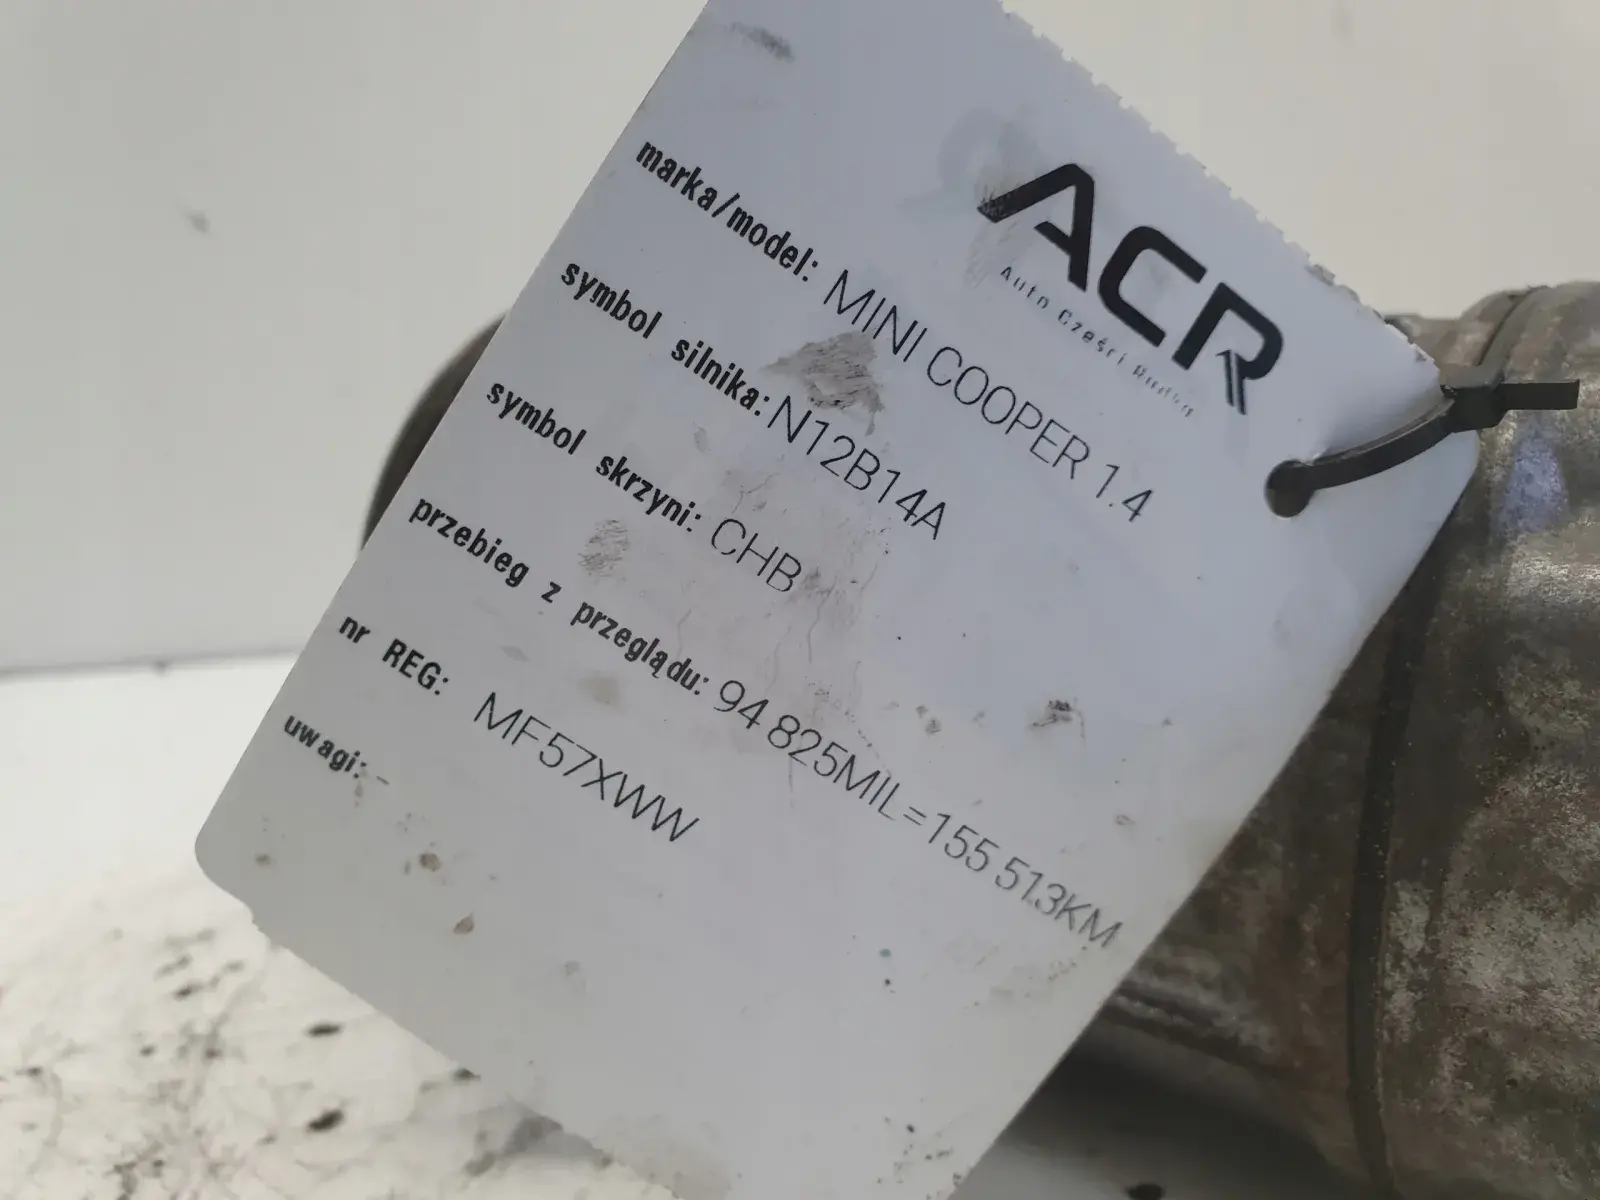 ACR
Auto Części Rudka
marka/model: MINI COOPER 1.4
symbol silnika: N12B14A
symbol skrzyni: CHB
przebieg z przeglądu: 94 825MIL=155 513KM
nr REG: MF57XWW
uwagi: -